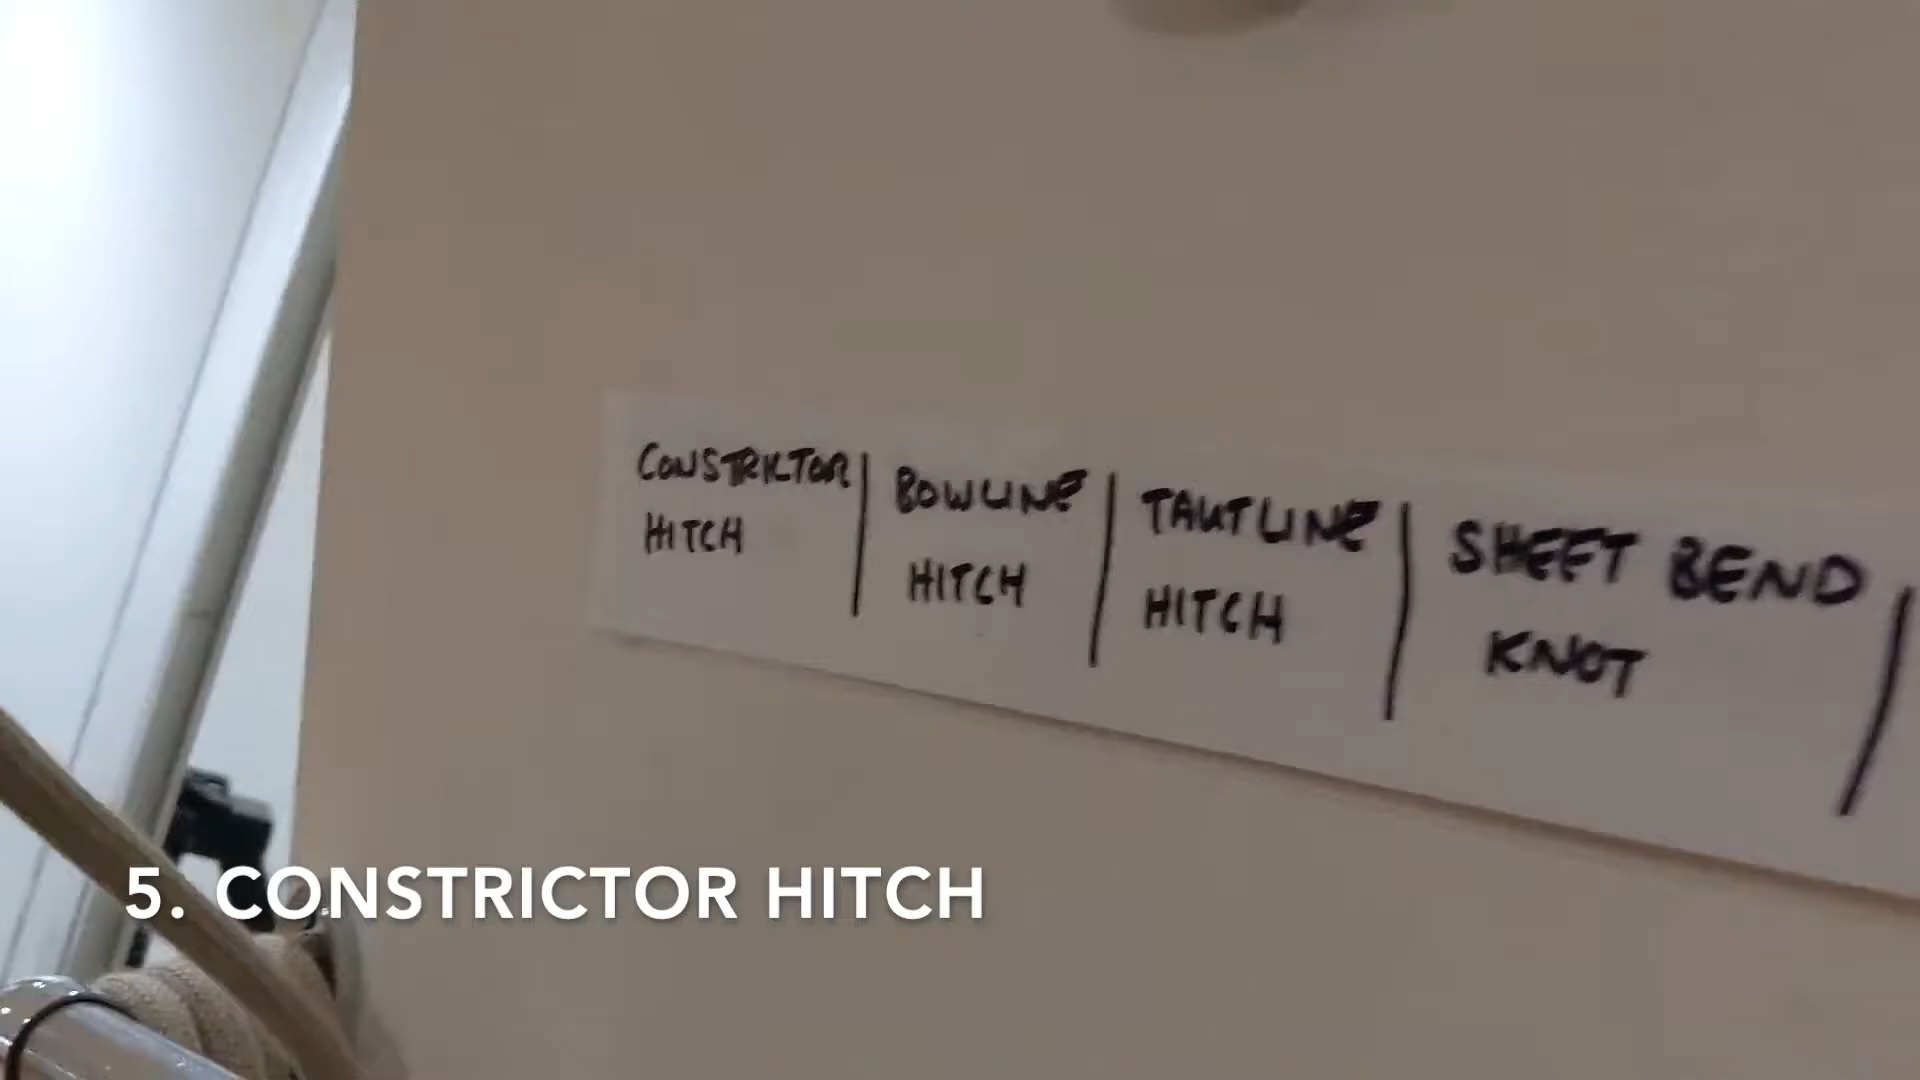 CONSTRICTOR
HITCH
BOWLINE
HITCH
TAUTLINE
HITCH
SHEET BEND
KNOT
5. CONSTRICTOR HITCH